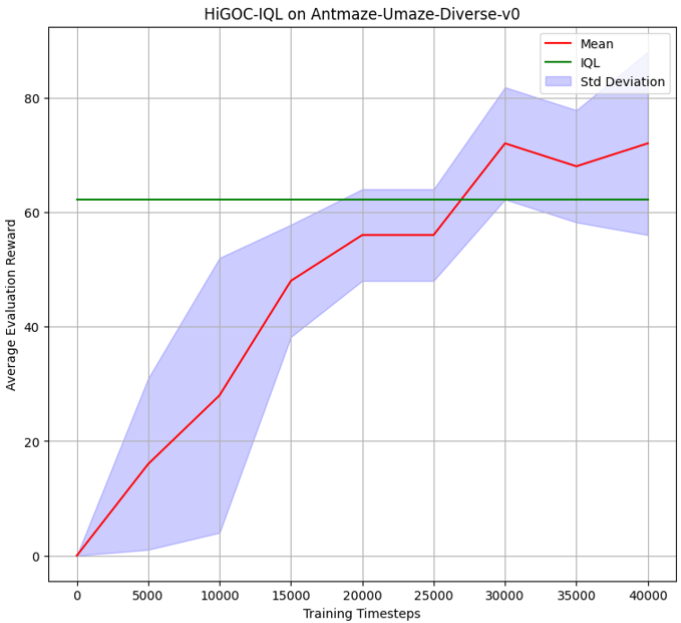 HiGOC-IQL on Antmaze-Umaze-Diverse-v0
Mean
IQL
Std Deviation
80
60
40
20
0
Average Evaluation Reward
0 5000 10000 15000 20000 25000 30000 35000 40000
Training Timesteps